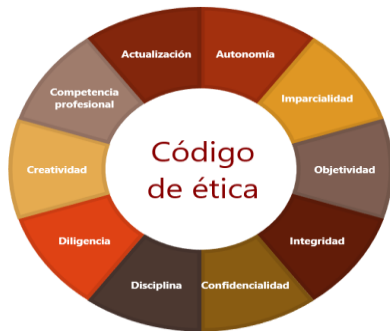 Actualización
Autonomía
Imparcialidad
Objetividad
Integridad
Confidencialidad
Disciplina
Diligencia
Creatividad
Competencia
profesional
Código
de ética